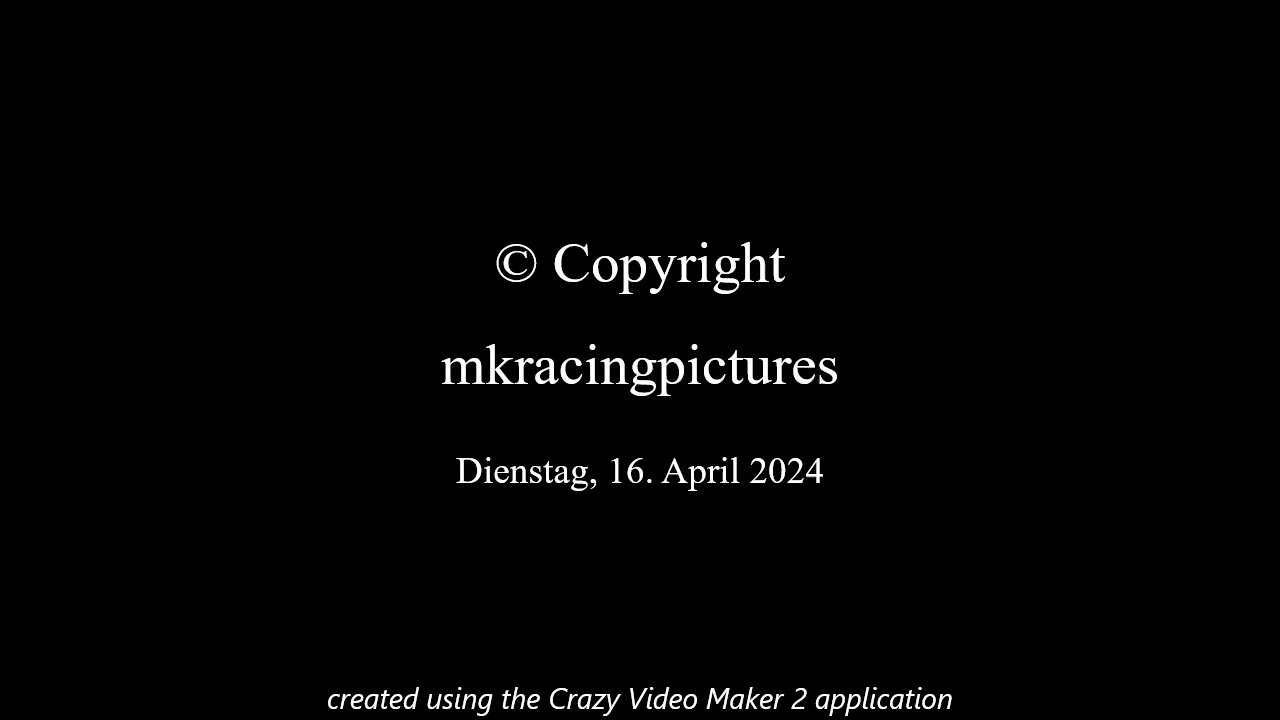 © Copyright
mkracingpictures
Dienstag, 16. April 2024
created using the Crazy Video Maker 2 application